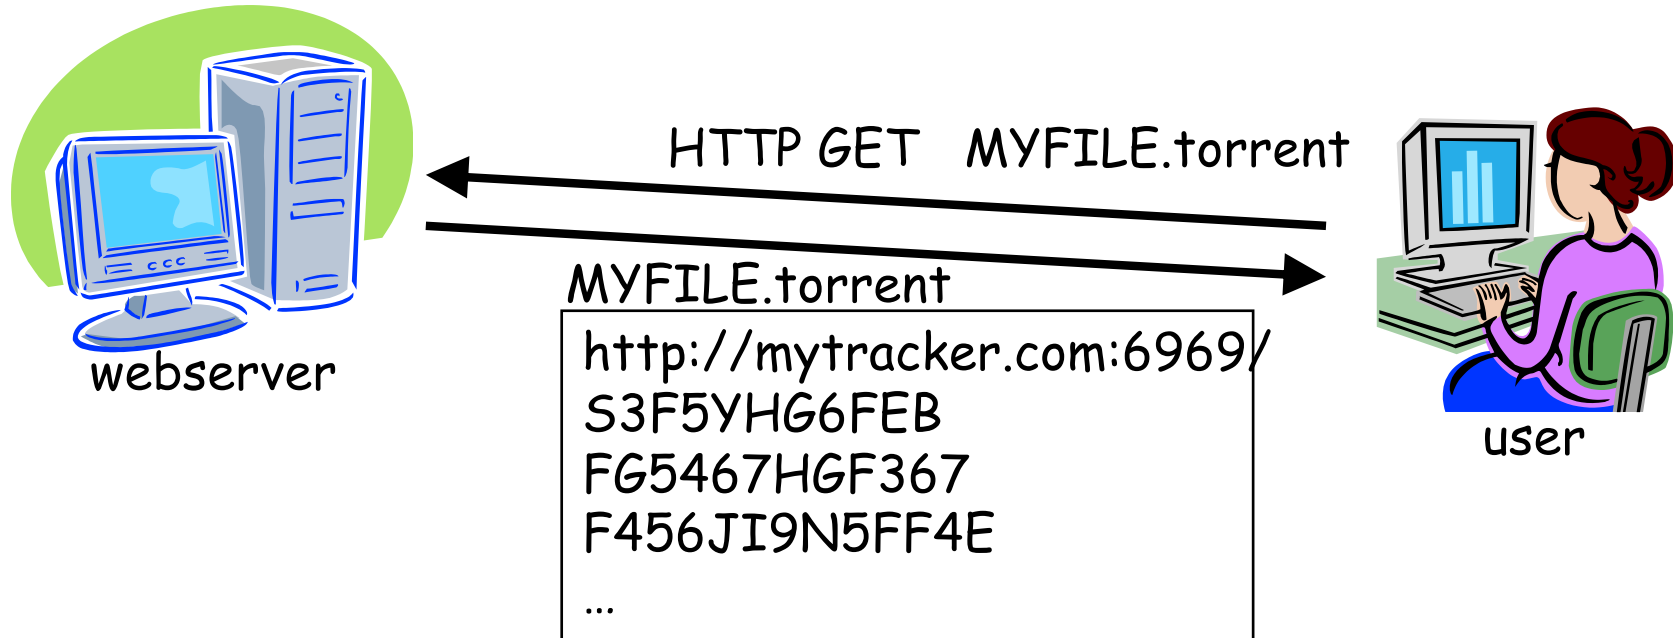 HTTP GET MYFILE.torrent
MYFILE.torrent
http://mytracker.com:6969/
S3F5YHG6FEB
FG5467HGF367
F456JI9N5FF4E
...
webserver
user